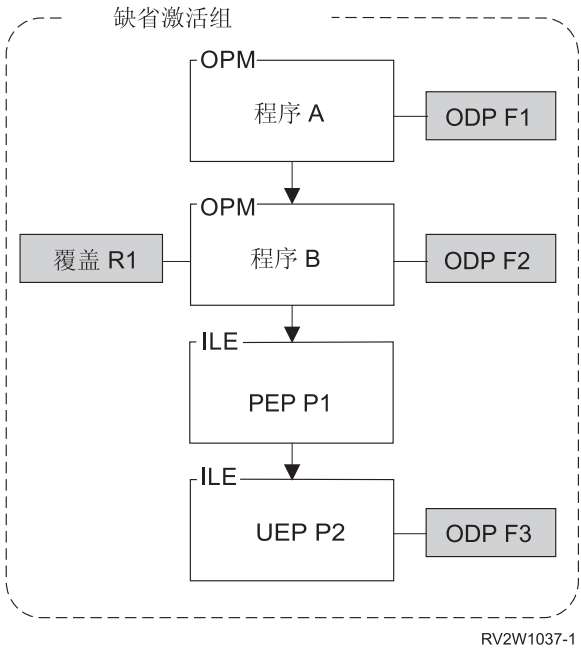 缺省激活组
OPM
程序 A
ODP F1
OPM
覆盖 R1
程序 B
ODP F2
ILE
PEP P1
ILE
UEP P2
ODP F3
RV2W1037-1